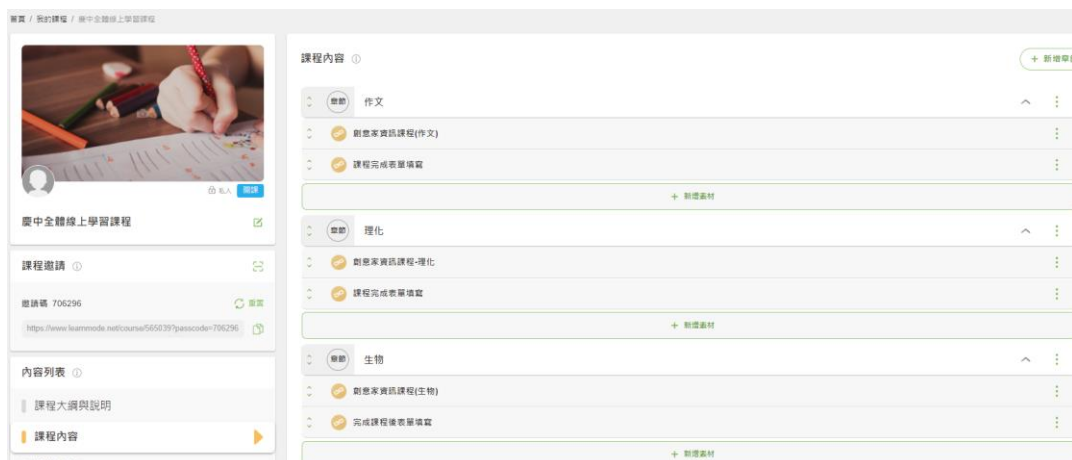 首頁 / 我的課程 / 慶中全體線上學習課程
私人 開課
慶中全體線上學習課程
課程邀請
邀請碼 706296 重置
https://www.learnmode.net/course/565039?passcode=706296
內容列表
課程大綱與說明
課程內容
課程內容
+ 新增章節
章節 作文
創意家資訊課程(作文)
課程完成表單填寫
+ 新增素材
章節 理化
創意家資訊課程-理化
課程完成表單填寫
+ 新增素材
章節 生物
創意家資訊課程(生物)
完成課程後表單填寫
+ 新增素材